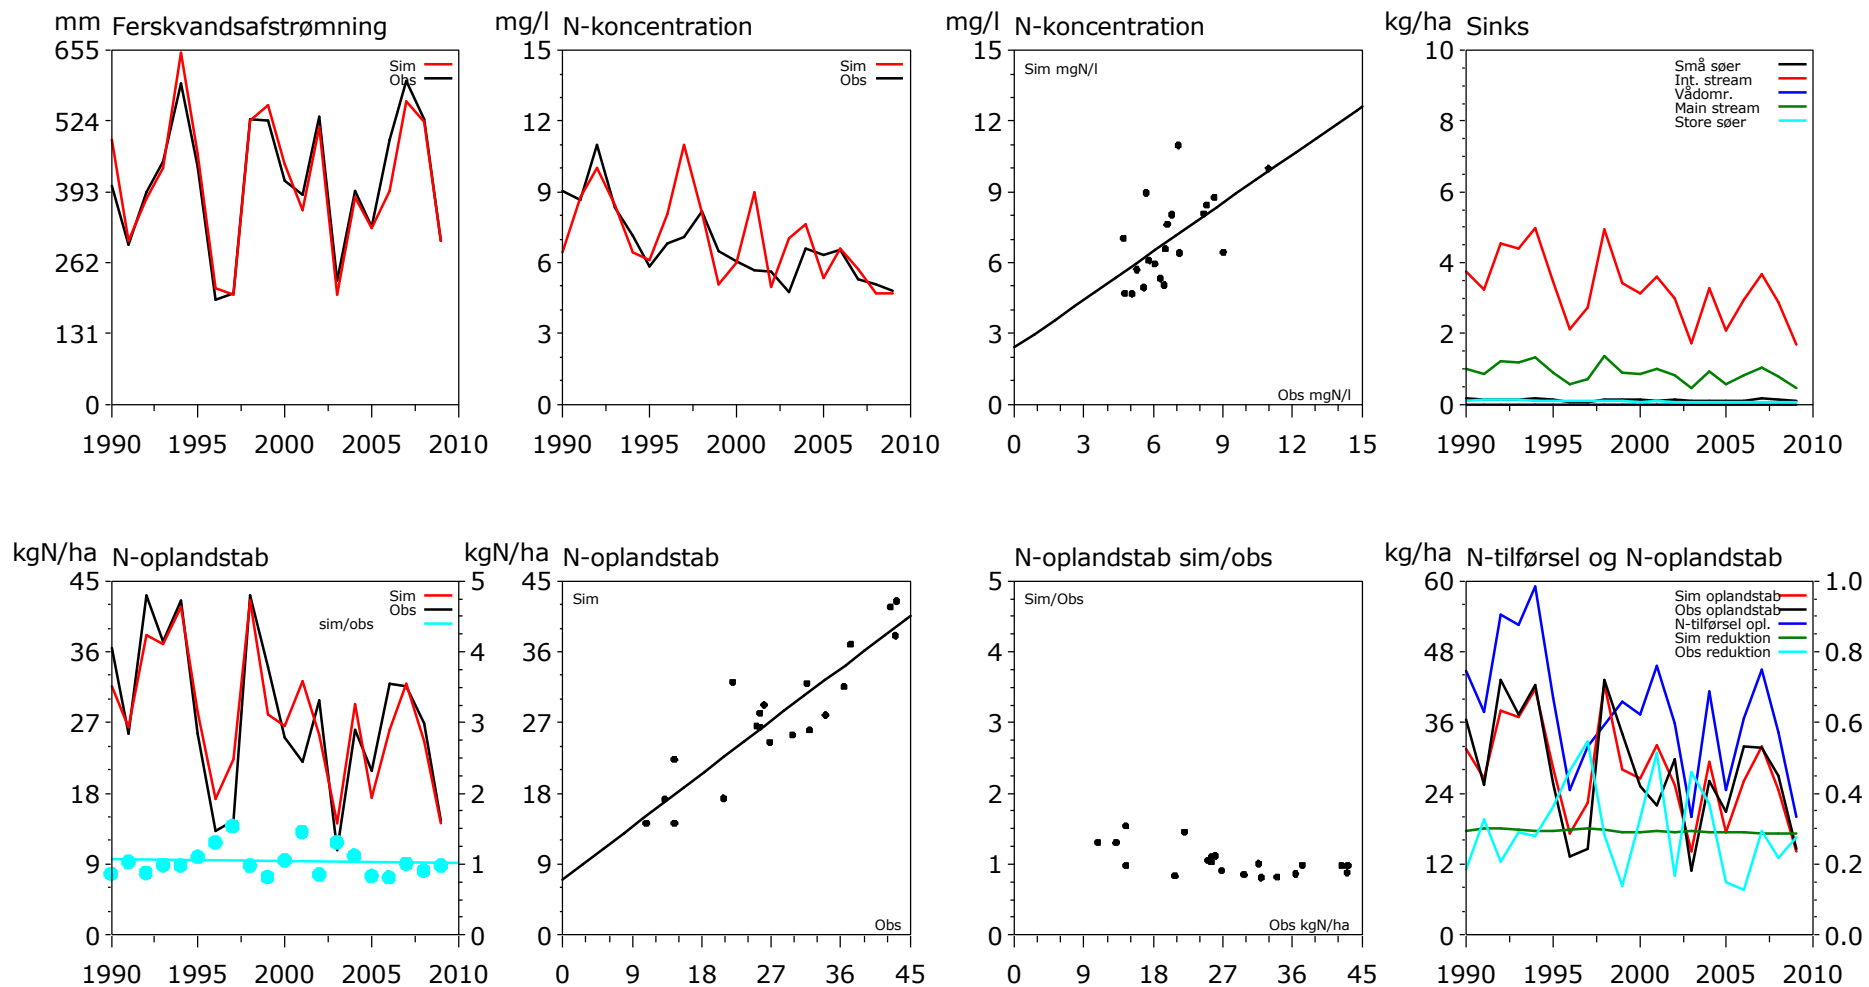 mm Ferskvandsafstrømning
655
524
393
262
131
0
Sim
Obs
1990 1995 2000 2005 2010
mg/l N-koncentration
15
12
9
6
3
0
Sim
Obs
1990 1995 2000 2005 2010
mg/l N-koncentration
15
12
9
6
3
0
Sim mgN/l
Obs mgN/l
0 3 6 9 12 15
kg/ha Sinks
10
8
6
4
2
0
Små søer
Int. stream
Vådomr.
Main stream
Store søer
1990 1995 2000 2005 2010
kgN/ha N-oplandstab
45
36
27
18
9
0
Sim
Obs
sim/obs
5
4
3
2
1
0
1990 1995 2000 2005 2010
kgN/ha N-oplandstab
45
36
27
18
9
0
Sim
Obs
0 9 18 27 36 45
N-oplandstab sim/obs
5
4
3
2
1
0
Sim/Obs
Obs kgN/ha
0 9 18 27 36 45
kg/ha N-tilførsel og N-oplandstab
60
48
36
24
12
0
Sim oplandstab
Obs oplandstab
N-tilførsel opl.
Sim reduktion
Obs reduktion
1.0
0.8
0.6
0.4
0.2
0.0
1990 1995 2000 2005 2010